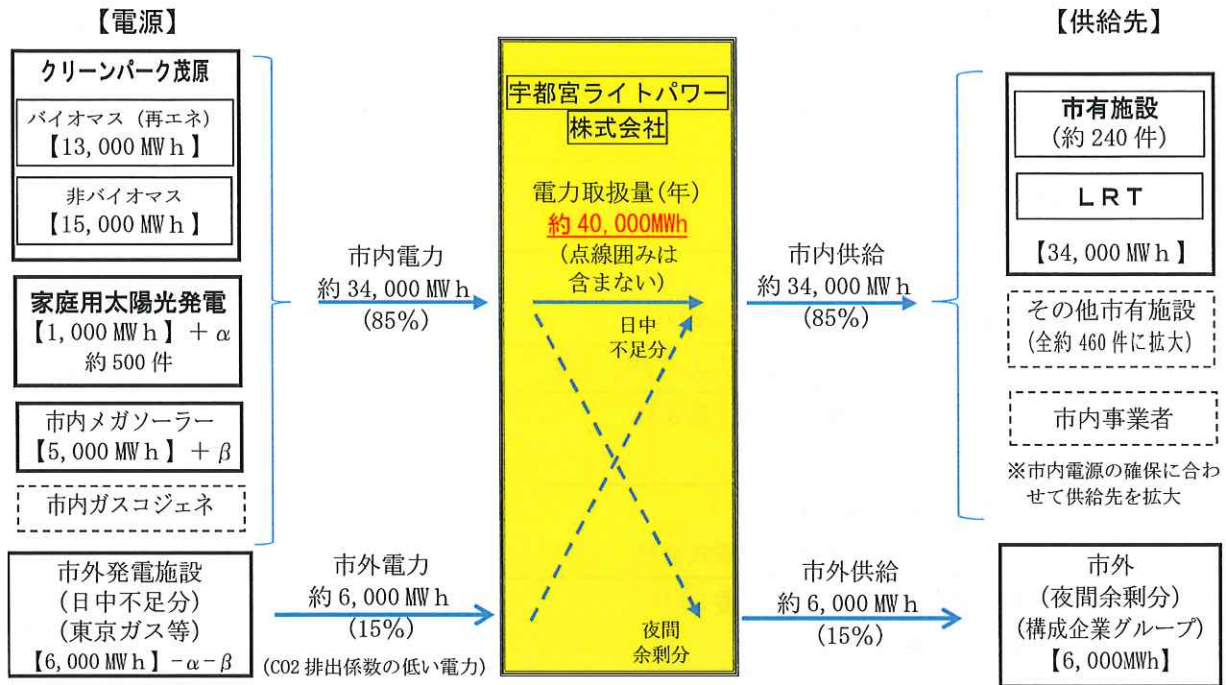 【電源】
クリーンパーク茂原
バイオマス（再エネ）
【13,000 MWｈ】
非バイオマス
【15,000 MWｈ】
家庭用太陽光発電
【1,000 MWｈ】＋α
約500件
市内メガソーラー
【5,000 MWｈ】＋β
市内ガスコジェネ
市外発電施設
(日中不足分)
(東京ガス等)
【6,000 MWｈ】-α-β
市内電力
約34,000 MWｈ
(85%)
市外電力
約6,000 MWｈ
(15%)
(CO2排出係数の低い電力)
宇都宮ライトパワー
株式会社
電力取扱量(年)
約40,000MWh
(点線囲みは
含まない)
日中
不足分
夜間
余剰分
市内供給
約34,000 MWｈ
(85%)
市外供給
約6,000 MWｈ
(15%)
【供給先】
市有施設
(約240件)
ＬＲＴ
【34,000 MWｈ】
その他市有施設
(全約460件に拡大)
市内事業者
※市内電源の確保に合わ
せて供給先を拡大
市外
(夜間余剰分)
(構成企業グループ)
【6,000MWh】